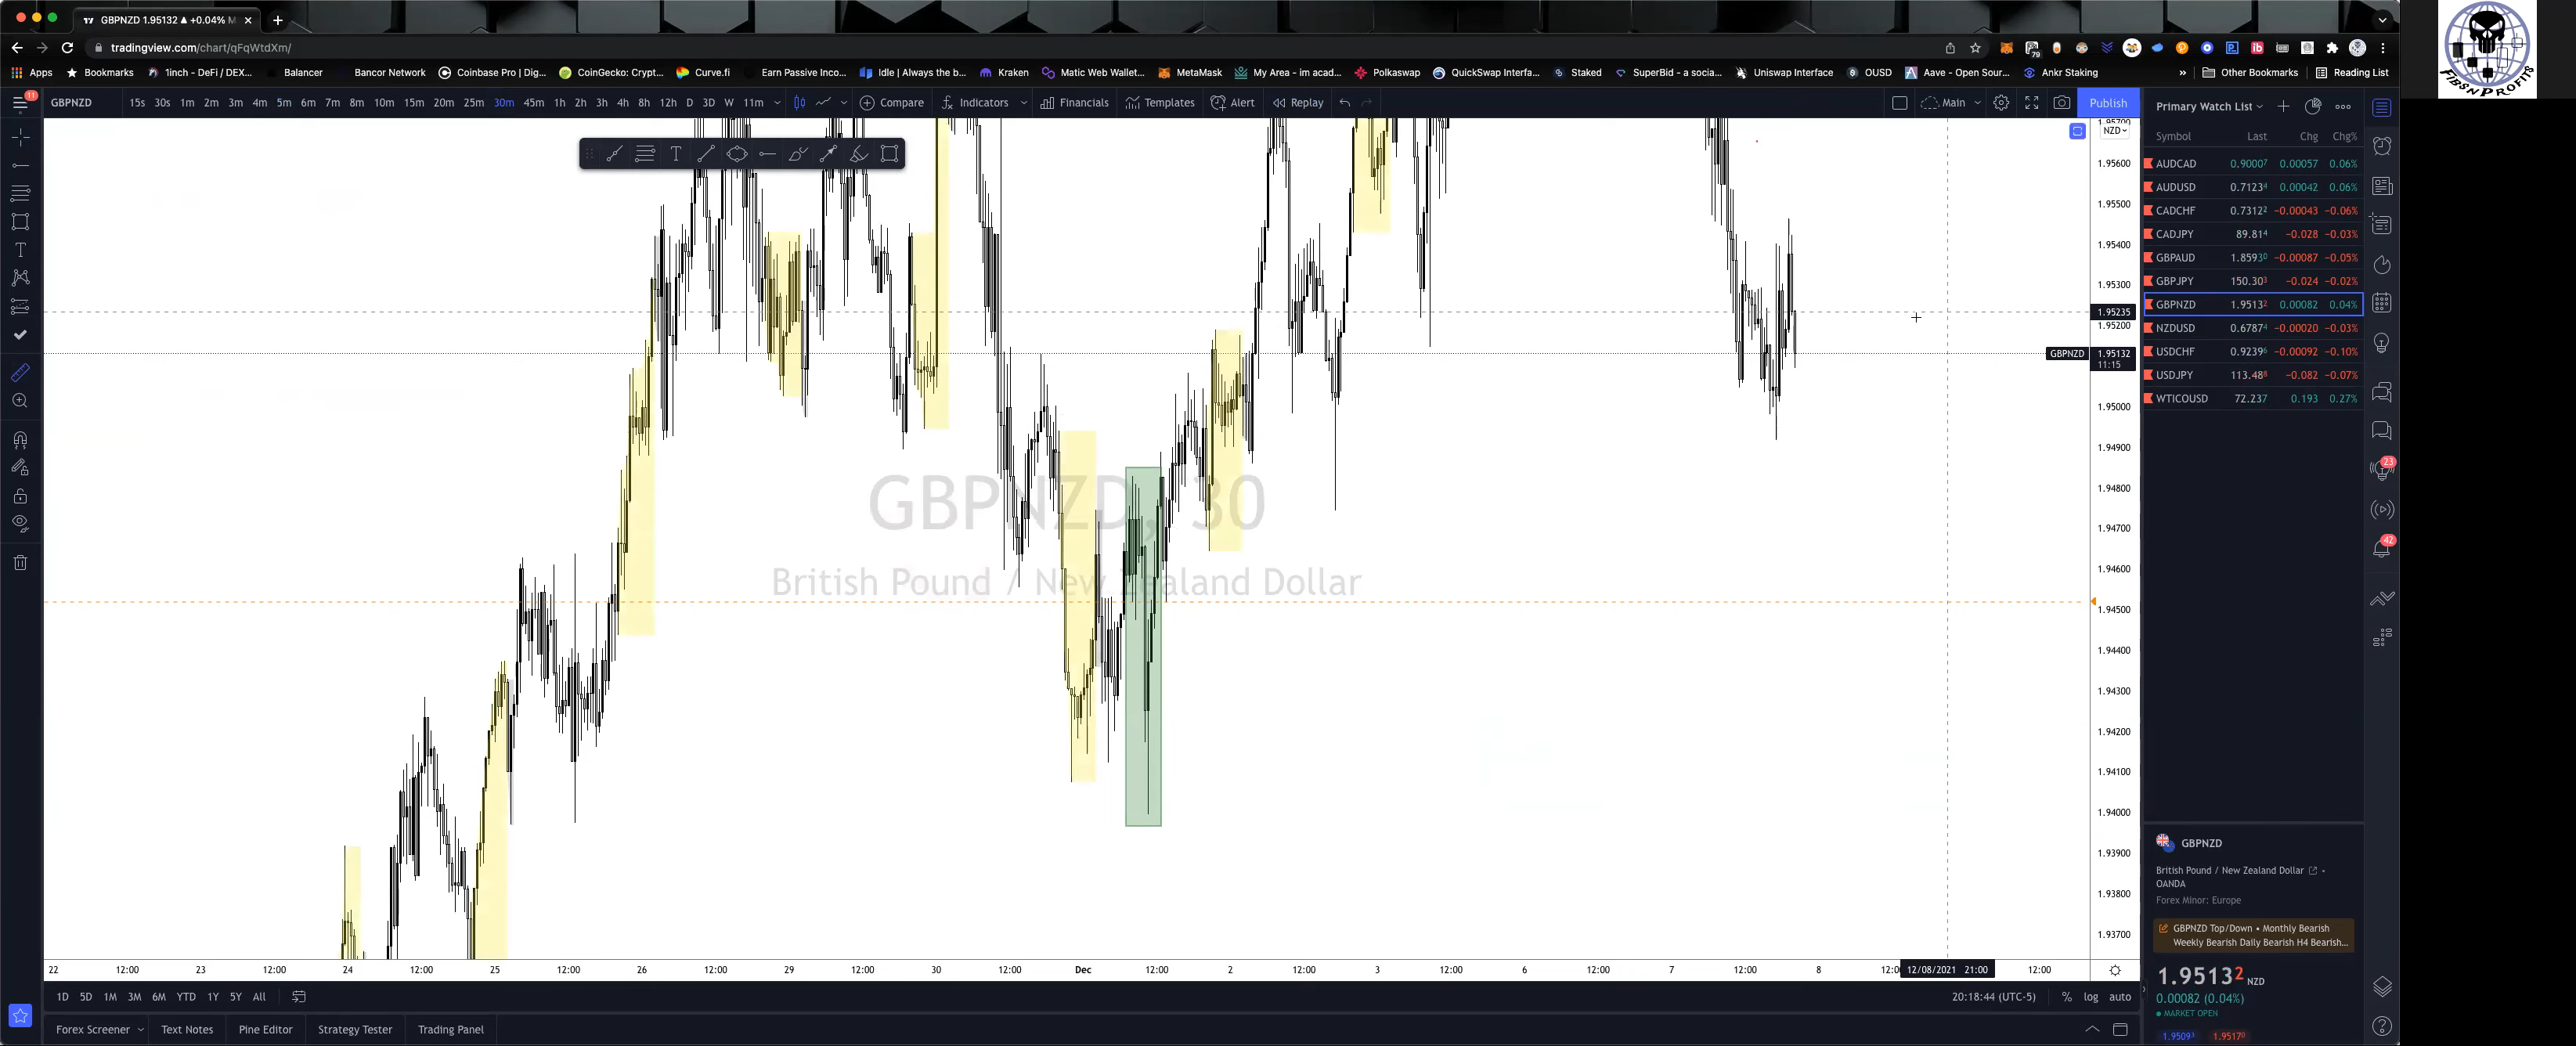 GBPNZD 1.95132 ▲ +0.04% M
tradingview.com/chart/qFqWtdXm/
79
Apps Bookmarks 1inch - DeFi / DEX... Balancer Bancor Network Coinbase Pro | Dig... CoinGecko: Crypt... Curve.fi Earn Passive Inco... Idle | Always the b... Kraken Matic Web Wallet... MetaMask My Area - im acad... Polkaswap QuickSwap Interfa... Staked SuperBid - a socia... Uniswap Interface OUSD Aave - Open Sour... Ankr Staking » Other Bookmarks Reading List
FIBSNPROFITS
11
GBPNZD 15s 30s 1m 2m 3m 4m 5m 6m 7m 8m 10m 15m 20m 25m 30m 45m 1h 2h 3h 4h 8h 12h D 3D W 11m Compare Indicators Financials Templates Alert Replay Main Publish
Primary Watch List
NZD
Symbol Last Chg Chg%
AUDCAD 0.90007 0.00057 0.06%
AUDUSD 0.71234 0.00042 0.06%
CADCHF 0.73122 −0.00043 −0.06%
CADJPY 89.814 −0.028 −0.03%
GBPAUD 1.85930 −0.00087 −0.05%
GBPJPY 150.303 −0.024 −0.02%
GBPNZD 1.95132 0.00082 0.04%
NZDUSD 0.67874 −0.00020 −0.03%
USDCHF 0.92396 −0.00092 −0.10%
USDJPY 113.488 −0.082 −0.07%
WTICOUSD 72.237 0.193 0.27%
23
42
1.95700
1.95600
1.95500
1.95400
1.95300
1.95235
1.95200
GBPNZD 1.95132
11:15
1.95000
1.94900
1.94800
1.94700
1.94600
1.94500
1.94400
1.94300
1.94200
1.94100
1.94000
1.93900
1.93800
1.93700
GBPNZD, 30
British Pound / New Zealand Dollar
22 12:00 23 12:00 24 12:00 25 12:00 26 12:00 29 12:00 30 12:00 Dec 12:00 2 12:00 3 12:00 6 12:00 7 12:00 8 12:0 12/08/2021 21:00 12:00
1D 5D 1M 3M 6M YTD 1Y 5Y All
20:18:44 (UTC-5) % log auto
Forex Screener Text Notes Pine Editor Strategy Tester Trading Panel
GBPNZD
British Pound / New Zealand Dollar •
OANDA
Forex Minor: Europe
GBPNZD Top/Down • Monthly Bearish
Weekly Bearish Daily Bearish H4 Bearish...
1.95132 NZD
0.00082 (0.04%)
• MARKET OPEN
1.95091 1.95170